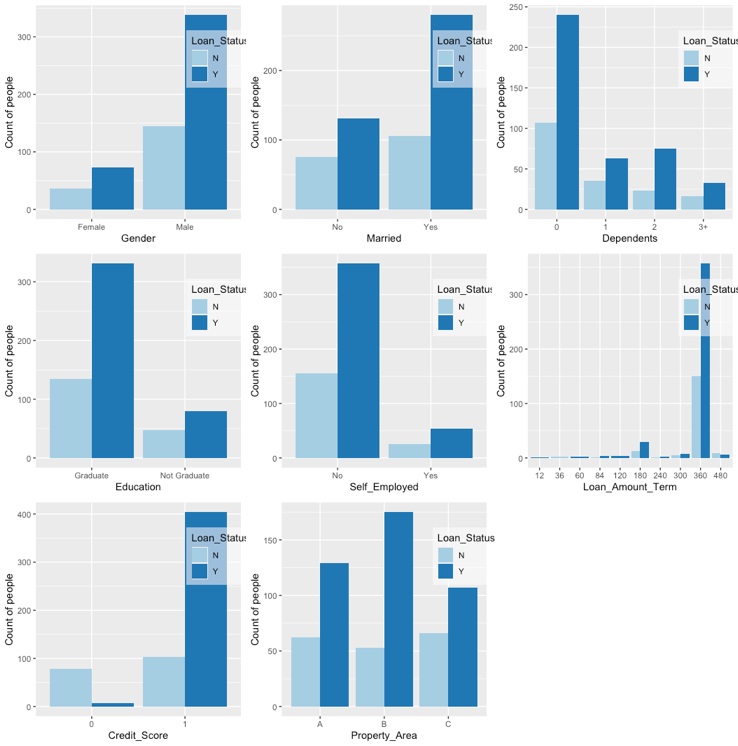 Count of people
350
300
200
100
0
Loan_Status
N
Y
Female Male
Gender
Count of people
200
100
0
Loan_Status
N
Y
No Yes
Married
Count of people
250
200
150
100
50
0
Loan_Status
N
Y
0 1 2 3+
Dependents
Count of people
300
200
100
0
Loan_Status
N
Y
Graduate Not Graduate
Education
Count of people
300
200
100
0
Loan_Status
N
Y
No Yes
Self_Employed
Count of people
300
200
100
0
Loan_Status
N
Y
12 36 60 84 120 180 240 300 360 480
Loan_Amount_Term
Count of people
400
300
200
100
0
Loan_Status
N
Y
0 1
Credit_Score
Count of people
150
100
50
0
Loan_Status
N
Y
A B C
Property_Area